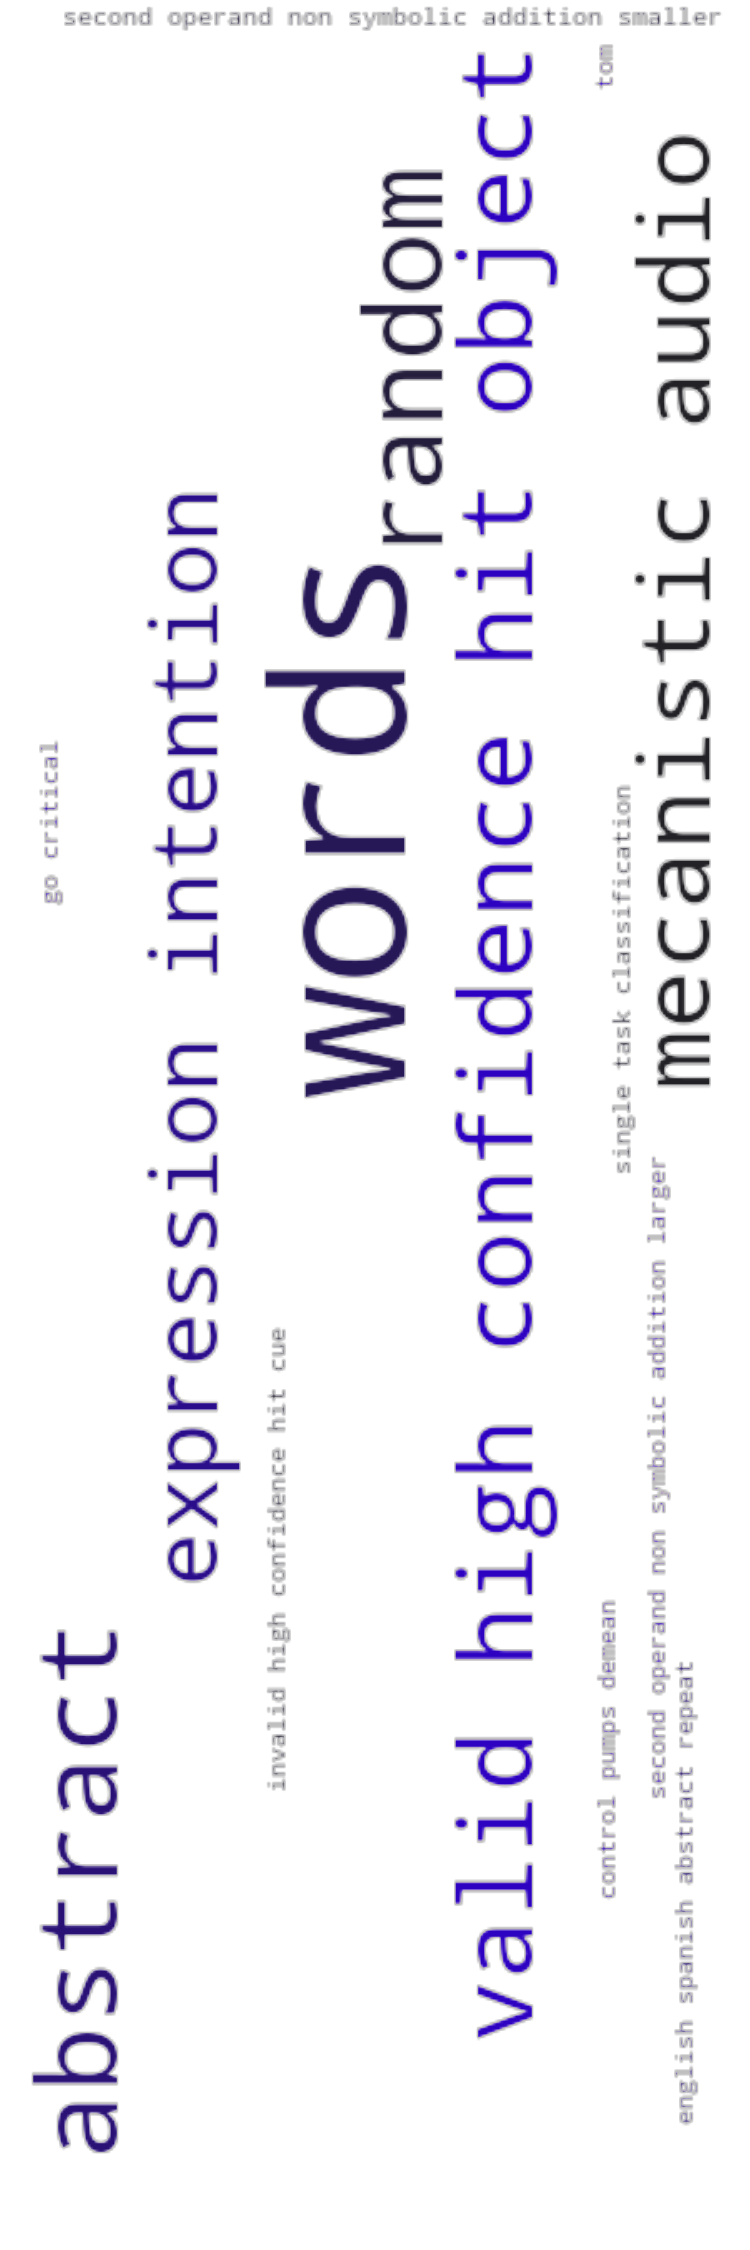 second operand non symbolic addition smaller
tom
mecanistic audio
random
valid high confidence hit object
expression intention
words
go critical
single task classification
second operand non symbolic addition larger
invalid high confidence hit cue
control pumps demean
abstract
english spanish abstract repeat